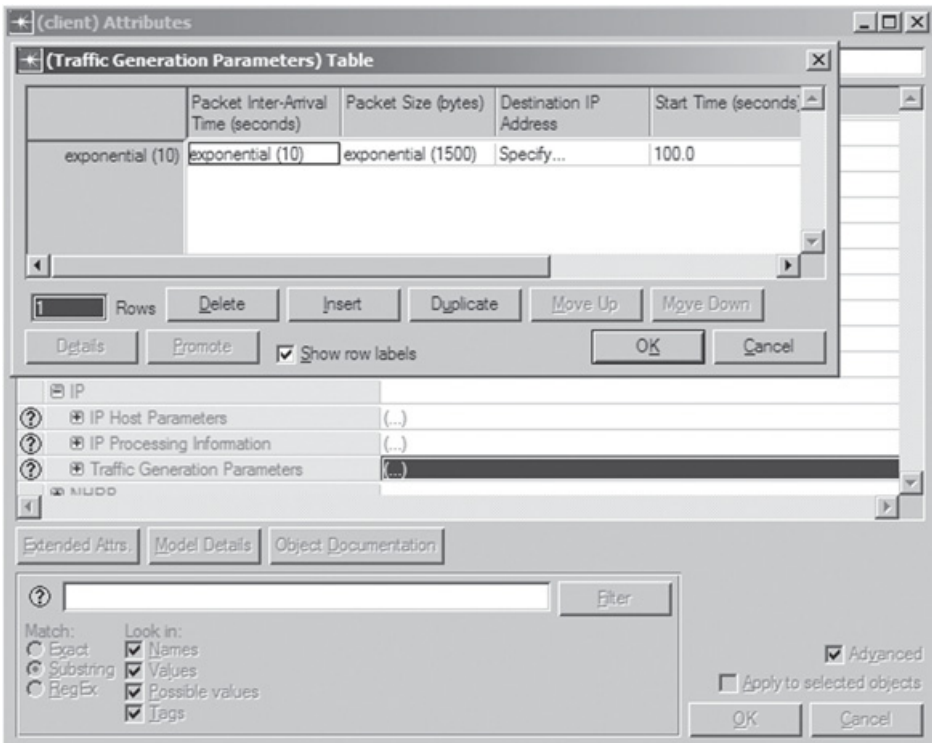 (client) Attributes
(Traffic Generation Parameters) Table
Packet Inter-Arrival Time (seconds)
Packet Size (bytes)
Destination IP Address
Start Time (seconds)
exponential (10)
exponential (10)
exponential (1500)
Specify...
100.0
1
Rows
Delete
Insert
Duplicate
Move Up
Move Down
Details
Promote
Show row labels
OK
Cancel
IP
IP Host Parameters
(...)
IP Processing Information
(...)
Traffic Generation Parameters
(...)
NHRP
Extended Attrs.
Model Details
Object Documentation
Filter
Match:
Look in:
Exact
Names
Substring
Values
RegEx
Possible values
Tags
Advanced
Apply to selected objects
OK
Cancel